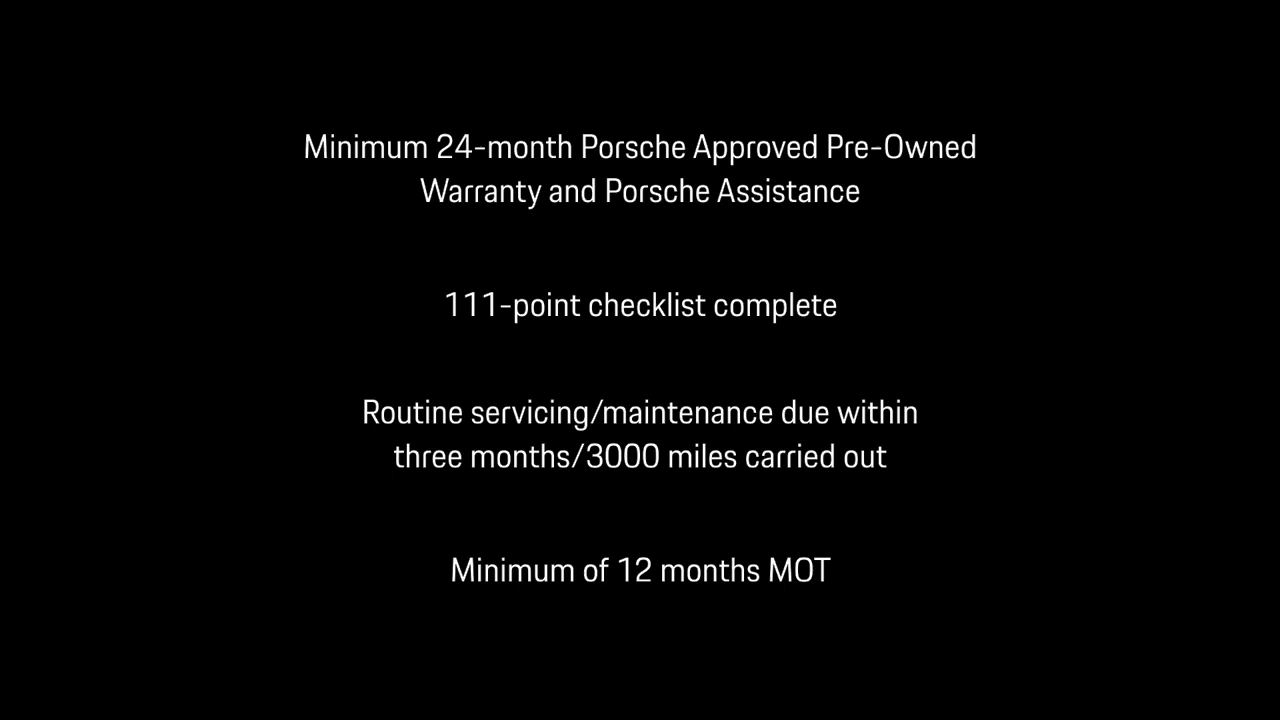 Minimum 24-month Porsche Approved Pre-Owned
Warranty and Porsche Assistance
111-point checklist complete
Routine servicing/maintenance due within
three months/3000 miles carried out
Minimum of 12 months MOT